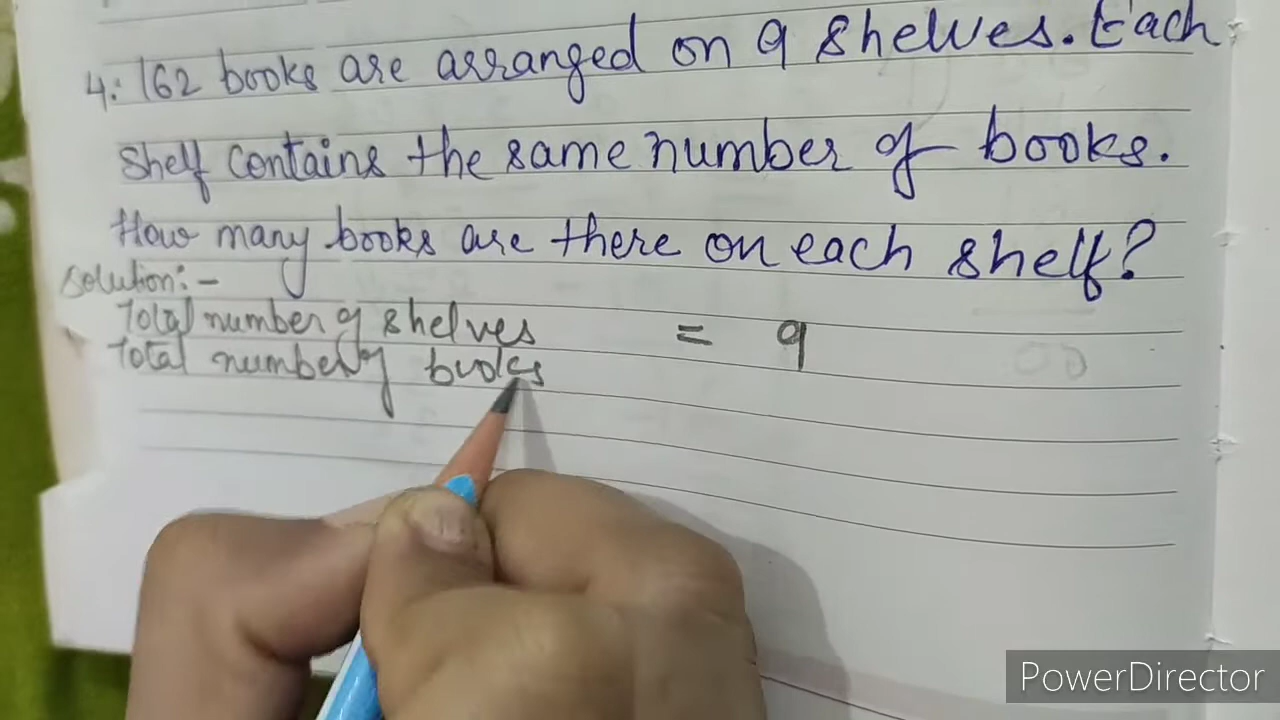 4: 162 books are arranged on 9 shelves. Each
Shelf contains the same number of books.
How many books are there on each shelf?
Solution:-
Total number of shelves = 9
Total number of books
PowerDirector